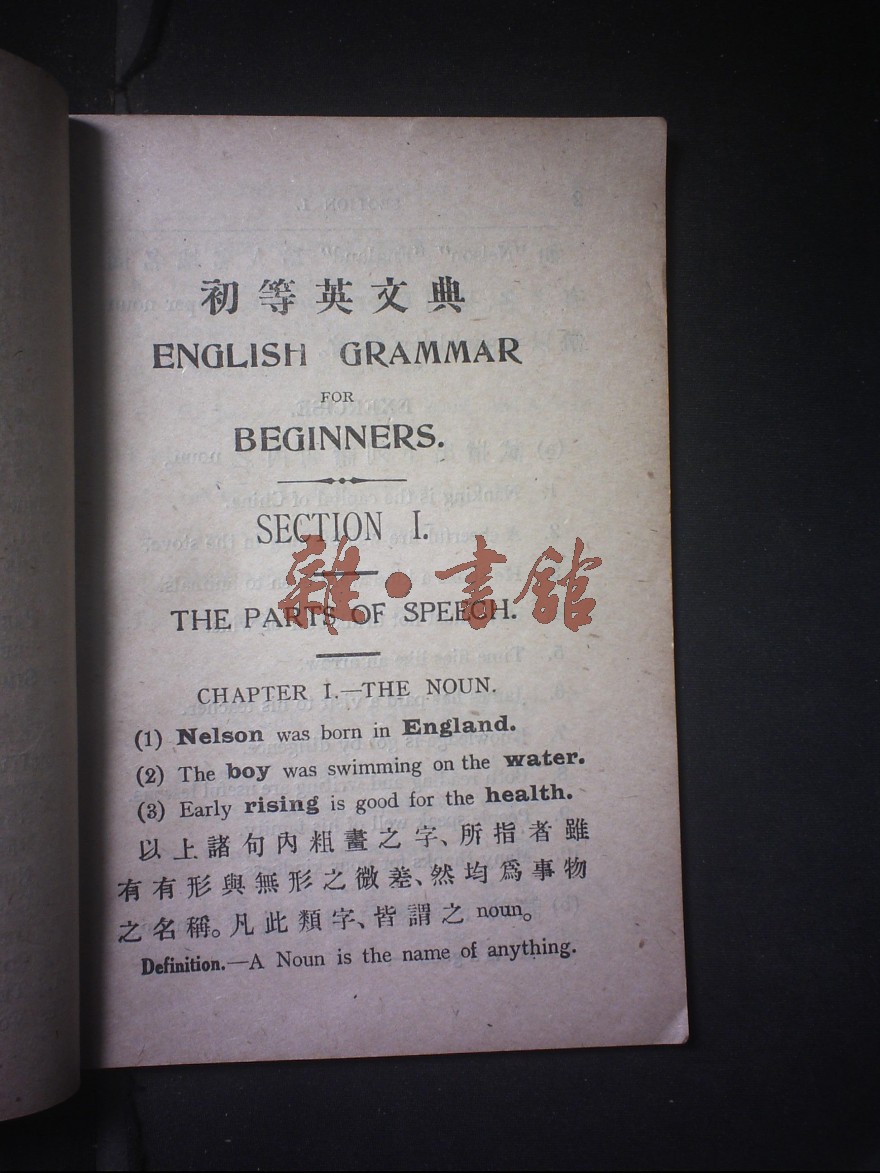 初等英文典
ENGLISH GRAMMAR
FOR
BEGINNERS.
SECTION I.
雜·書館
THE PARTS OF SPEECH.
CHAPTER I.—THE NOUN.
(1) Nelson was born in England.
(2) The boy was swimming on the water.
(3) Early rising is good for the health.
以上諸句內粗畫之字、所指者雖
有有形與無形之微差、然均爲事物
之名稱。凡此類字、皆謂之 noun。
Definition.—A Noun is the name of anything.